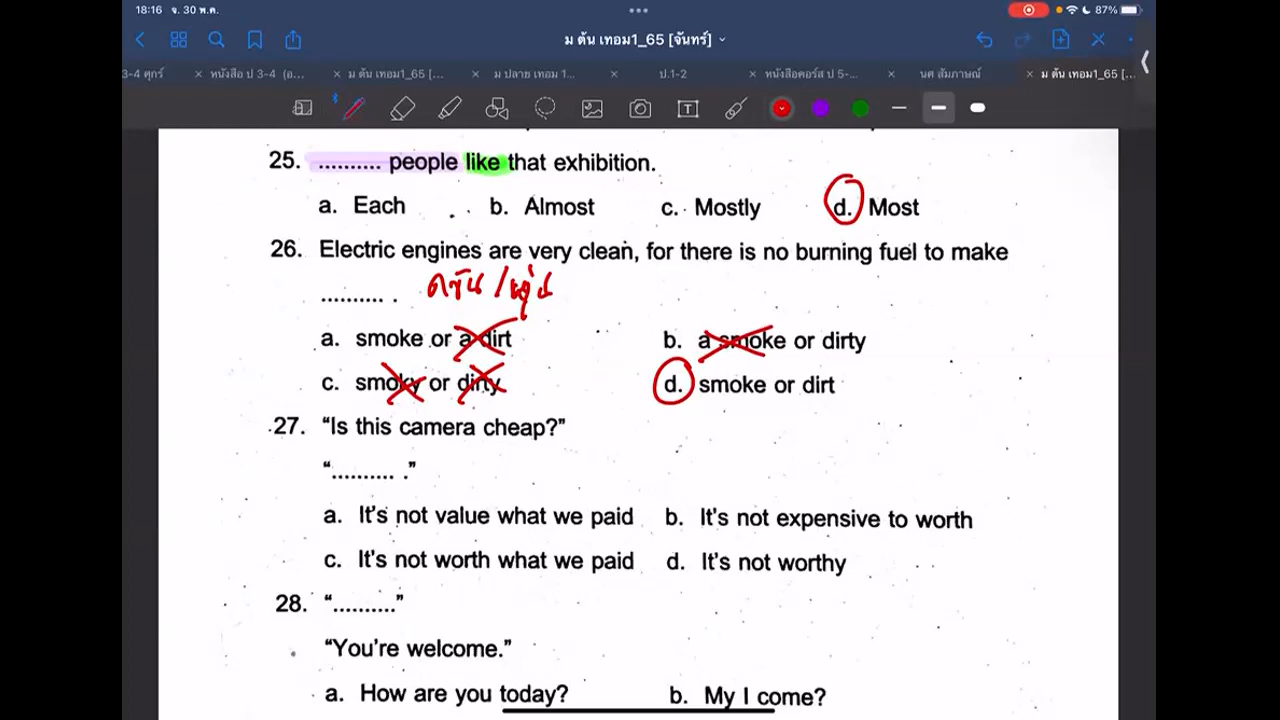 18:16 จ. 30 พ.ค. 87%
ม ต้น เทอม1_65 [จันทร์]
3-4 ศุกร์ หนังสือ ป 3-4 (อ... ม ต้น เทอม1_65 [... ม ปลาย เทอม 1... ป.1-2 หนังสือคอร์ส ป 5-... นศ สัมภาษณ์ ม ต้น เทอม1_65 [...
25. .......... people like that exhibition.
a. Each b. Almost c. Mostly d. Most
26. Electric engines are very clean, for there is no burning fuel to make
.......... . ควัน / ฝุ่น
a. smoke or a dirt b. a smoke or dirty
c. smoky or dirty d. smoke or dirt
27. “Is this camera cheap?”
“.......... .”
a. It's not value what we paid b. It's not expensive to worth
c. It's not worth what we paid d. It's not worthy
28. “..........”
“You're welcome.”
a. How are you today? b. My I come?